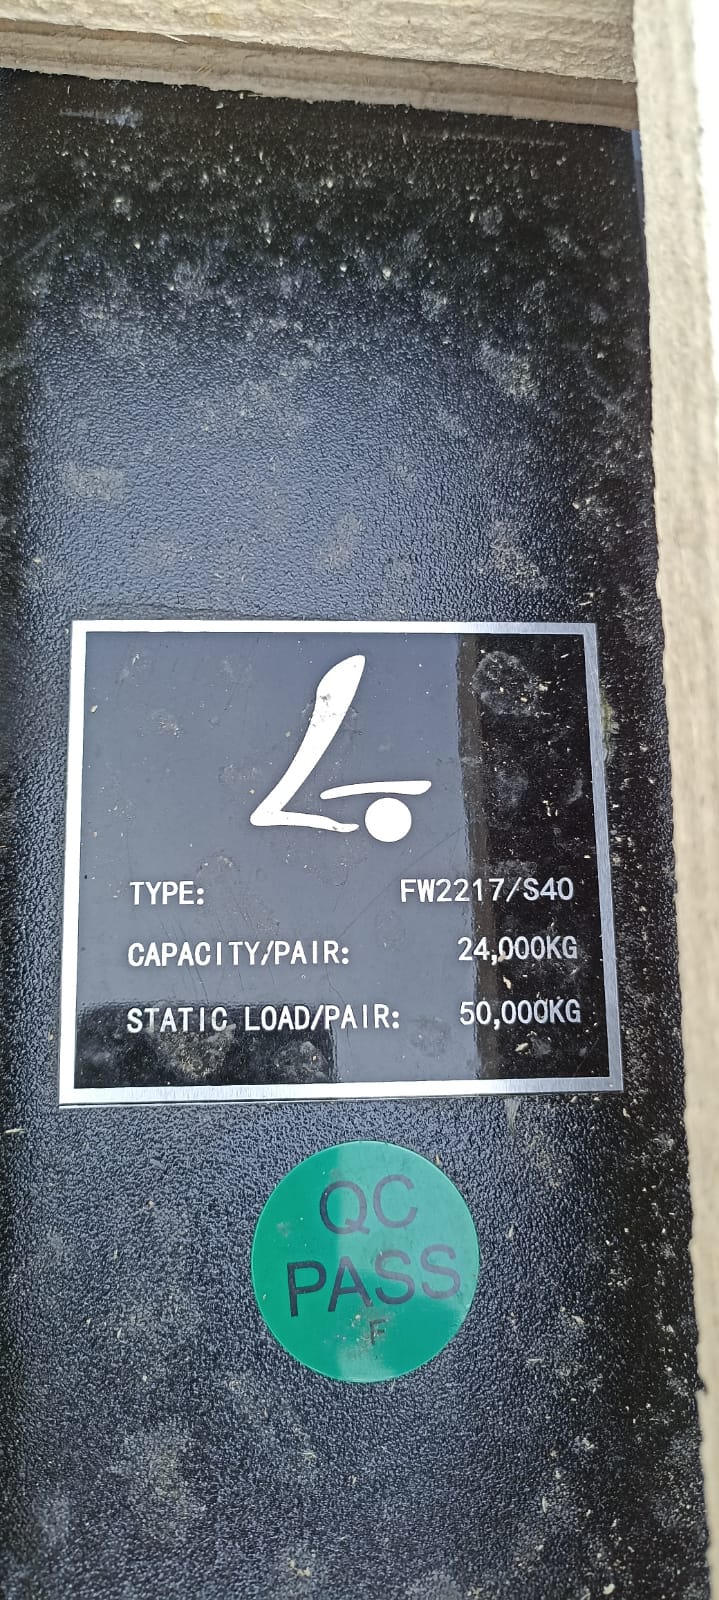 TYPE: FW2217/S40
CAPACITY/PAIR: 24,000KG
STATIC LOAD/PAIR: 50,000KG
QC
PASS
F